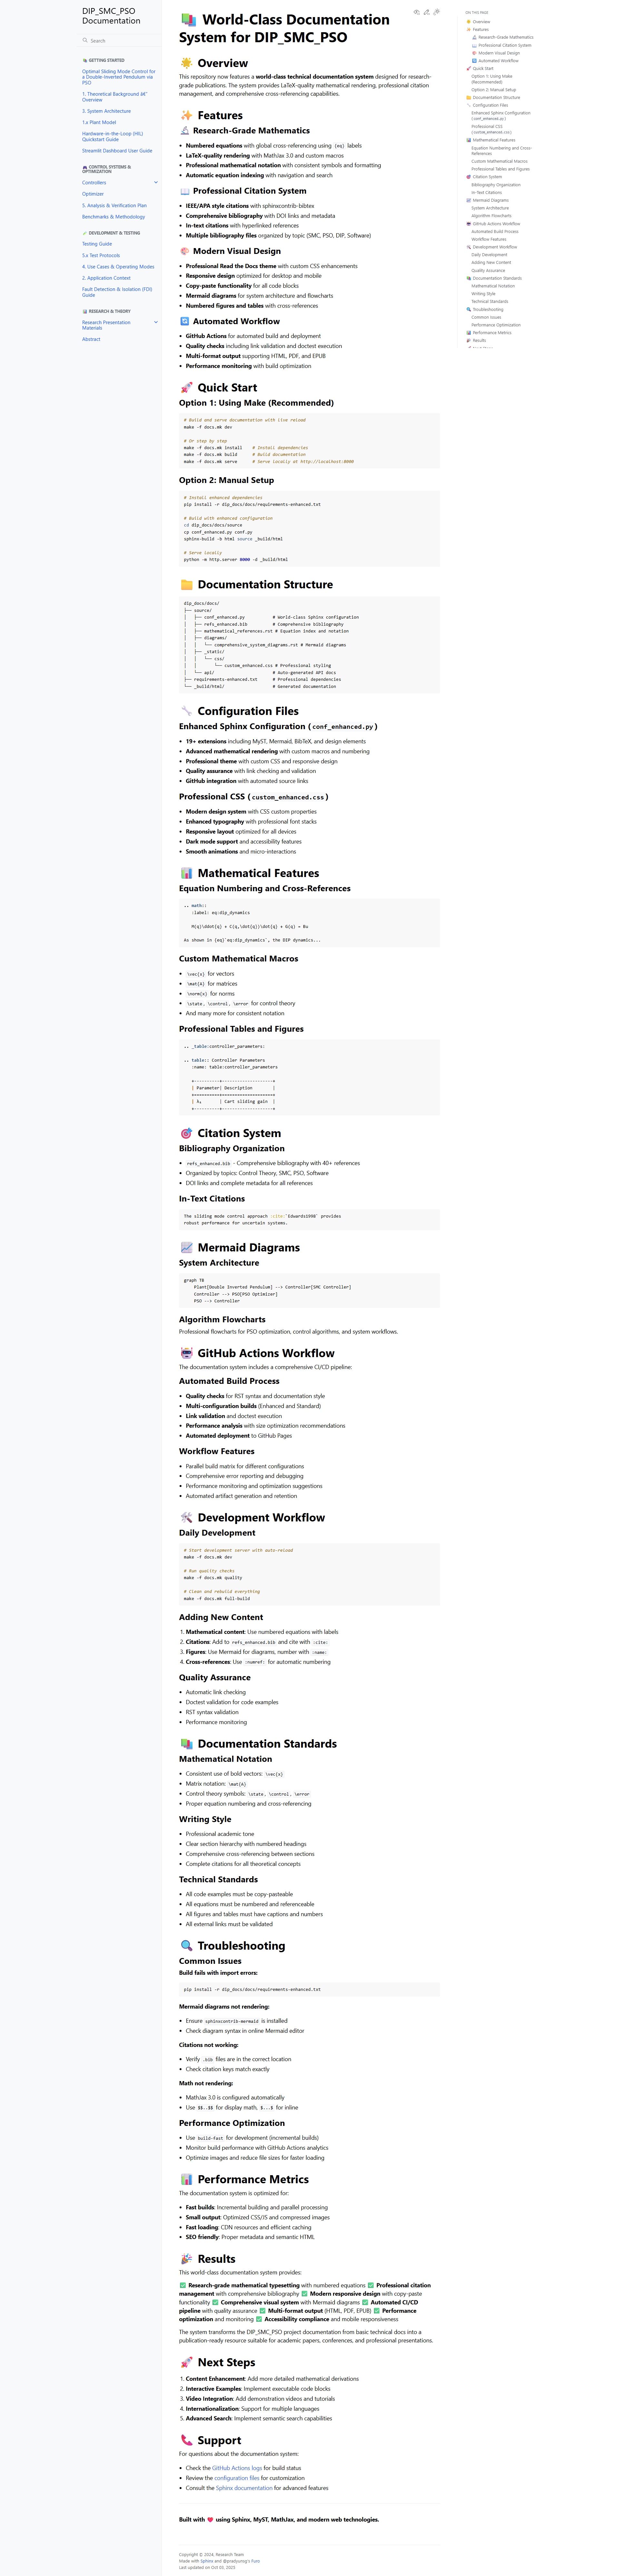 DIP_SMC_PSO
Documentation
Search
GETTING STARTED
Optimal Sliding Mode Control for
a Double-Inverted Pendulum via
PSO
1. Theoretical Background â€"
Overview
3. System Architecture
1.a Plant Model
Hardware-in-the-Loop (HIL)
Quickstart Guide
Streamlit Dashboard User Guide
CONTROL SYSTEMS &
OPTIMIZATION
Controllers
Optimizer
5. Analysis & Verification Plan
Benchmarks & Methodology
DEVELOPMENT & TESTING
Testing Guide
5.a Test Protocols
4. Use Cases & Operating Modes
2. Application Context
Fault Detection & Isolation (FDI)
Guide
RESEARCH & THEORY
Research Presentation
Materials
Abstract
📚 World-Class Documentation
System for DIP_SMC_PSO
🌟 Overview
This repository now features a world-class technical documentation system designed for research-
grade publications. The system provides LaTeX-quality mathematical rendering, professional citation
management, and comprehensive cross-referencing capabilities.
✨ Features
🔬 Research-Grade Mathematics
• Numbered equations with global cross-referencing using {eq} labels
• LaTeX-quality rendering with MathJax 3.0 and custom macros
• Professional mathematical notation with consistent symbols and formatting
• Automatic equation indexing with navigation and search
📖 Professional Citation System
• IEEE/APA style citations with sphinxcontrib-bibtex
• Comprehensive bibliography with DOI links and metadata
• In-text citations with hyperlinked references
• Multiple bibliography files organized by topic (SMC, PSO, DIP, Software)
🎨 Modern Visual Design
• Professional Read the Docs theme with custom CSS enhancements
• Responsive design optimized for desktop and mobile
• Copy-paste functionality for all code blocks
• Mermaid diagrams for system architecture and flowcharts
• Numbered figures and tables with cross-references
🔄 Automated Workflow
• GitHub Actions for automated build and deployment
• Quality checks including link validation and doctest execution
• Multi-format output supporting HTML, PDF, and EPUB
• Performance monitoring with build optimization
🚀 Quick Start
Option 1: Using Make (Recommended)
# Build and serve documentation with live reload
make -f docs.mk dev
# Or step by step
make -f docs.mk install # Install dependencies
make -f docs.mk build # Build documentation
make -f docs.mk serve # Serve locally at http://localhost:8000
Option 2: Manual Setup
# Install enhanced dependencies
pip install -r dip_docs/docs/requirements-enhanced.txt
# Build with enhanced configuration
cd dip_docs/docs/source
cp conf_enhanced.py conf.py
sphinx-build -b html source _build/html
# Serve locally
python -m http.server 8000 -d _build/html
📁 Documentation Structure
dip_docs/docs/
├── source/
│   ├── conf_enhanced.py # World-class Sphinx configuration
│   ├── refs_enhanced.bib # Comprehensive bibliography
│   ├── mathematical_references.rst # Equation index and notation
│   ├── diagrams/
│   │   └── comprehensive_system_diagrams.rst # Mermaid diagrams
│   ├── _static/
│   │   └── css/
│   │       └── custom_enhanced.css # Professional styling
│   └── api/ # Auto-generated API docs
├── requirements-enhanced.txt # Professional dependencies
└── _build/html/ # Generated documentation
🔧 Configuration Files
Enhanced Sphinx Configuration (conf_enhanced.py)
• 19+ extensions including MyST, Mermaid, BibTeX, and design elements
• Advanced mathematical rendering with custom macros and numbering
• Professional theme with custom CSS and responsive design
• Quality assurance with link checking and validation
• GitHub integration with automated source links
Professional CSS (custom_enhanced.css)
• Modern design system with CSS custom properties
• Enhanced typography with professional font stacks
• Responsive layout optimized for all devices
• Dark mode support and accessibility features
• Smooth animations and micro-interactions
📊 Mathematical Features
Equation Numbering and Cross-References
.. math::
:label: eq:dip_dynamics
M(q)\ddot{q} + C(q,\dot{q})\dot{q} + G(q) = Bu
As shown in {eq}`eq:dip_dynamics`, the DIP dynamics...
Custom Mathematical Macros
• \vec{x} for vectors
• \mat{A} for matrices
• \norm{x} for norms
• \state, \control, \error for control theory
• And many more for consistent notation
Professional Tables and Figures
.. _table:controller_parameters:
.. table:: Controller Parameters
:name: table:controller_parameters
+----------+--------------------+
| Parameter| Description |
+==========+====================+
| λ₁ | Cart sliding gain |
+----------+--------------------+
🎯 Citation System
Bibliography Organization
• refs_enhanced.bib - Comprehensive bibliography with 40+ references
• Organized by topics: Control Theory, SMC, PSO, Software
• DOI links and complete metadata for all references
In-Text Citations
The sliding mode control approach :cite:`Edwards1998` provides
robust performance for uncertain systems.
📈 Mermaid Diagrams
System Architecture
graph TB
Plant[Double Inverted Pendulum] --> Controller[SMC Controller]
Controller --> PSO[PSO Optimizer]
PSO --> Controller
Algorithm Flowcharts
Professional flowcharts for PSO optimization, control algorithms, and system workflows.
🤖 GitHub Actions Workflow
The documentation system includes a comprehensive CI/CD pipeline:
Automated Build Process
• Quality checks for RST syntax and documentation style
• Multi-configuration builds (Enhanced and Standard)
• Link validation and doctest execution
• Performance analysis with size optimization recommendations
• Automated deployment to GitHub Pages
Workflow Features
• Parallel build matrix for different configurations
• Comprehensive error reporting and debugging
• Performance monitoring and optimization suggestions
• Automated artifact generation and retention
🛠 Development Workflow
Daily Development
# Start development server with auto-reload
make -f docs.mk dev
# Run quality checks
make -f docs.mk quality
# Clean and rebuild everything
make -f docs.mk full-build
Adding New Content
1. Mathematical content: Use numbered equations with labels
2. Citations: Add to refs_enhanced.bib and cite with :cite:
3. Figures: Use Mermaid for diagrams, number with :name:
4. Cross-references: Use :numref: for automatic numbering
Quality Assurance
• Automatic link checking
• Doctest validation for code examples
• RST syntax validation
• Performance monitoring
📚 Documentation Standards
Mathematical Notation
• Consistent use of bold vectors: \vec{x}
• Matrix notation: \mat{A}
• Control theory symbols: \state, \control, \error
• Proper equation numbering and cross-referencing
Writing Style
• Professional academic tone
• Clear section hierarchy with numbered headings
• Comprehensive cross-referencing between sections
• Complete citations for all theoretical concepts
Technical Standards
• All code examples must be copy-pasteable
• All equations must be numbered and referenceable
• All figures and tables must have captions and numbers
• All external links must be validated
🔍 Troubleshooting
Common Issues
Build fails with import errors:
pip install -r dip_docs/docs/requirements-enhanced.txt
Mermaid diagrams not rendering:
• Ensure sphinxcontrib-mermaid is installed
• Check diagram syntax in online Mermaid editor
Citations not working:
• Verify .bib files are in the correct location
• Check citation keys match exactly
Math not rendering:
• MathJax 3.0 is configured automatically
• Use $$..$$ for display math, $...$ for inline
Performance Optimization
• Use build-fast for development (incremental builds)
• Monitor build performance with GitHub Actions analytics
• Optimize images and reduce file sizes for faster loading
📊 Performance Metrics
The documentation system is optimized for:
• Fast builds: Incremental building and parallel processing
• Small output: Optimized CSS/JS and compressed images
• Fast loading: CDN resources and efficient caching
• SEO friendly: Proper metadata and semantic HTML
🎉 Results
This world-class documentation system provides:
✅ Research-grade mathematical typesetting with numbered equations ✅ Professional citation
management with comprehensive bibliography ✅ Modern responsive design with copy-paste
functionality ✅ Comprehensive visual system with Mermaid diagrams ✅ Automated CI/CD
pipeline with quality assurance ✅ Multi-format output (HTML, PDF, EPUB) ✅ Performance
optimization and monitoring ✅ Accessibility compliance and mobile responsiveness
The system transforms the DIP_SMC_PSO project documentation from basic technical docs into a
publication-ready resource suitable for academic papers, conferences, and professional presentations.
🚀 Next Steps
1. Content Enhancement: Add more detailed mathematical derivations
2. Interactive Examples: Implement executable code blocks
3. Video Integration: Add demonstration videos and tutorials
4. Internationalization: Support for multiple languages
5. Advanced Search: Implement semantic search capabilities
📞 Support
For questions about the documentation system:
• Check the GitHub Actions logs for build status
• Review the configuration files for customization
• Consult the Sphinx documentation for advanced features
Built with ❤️ using Sphinx, MyST, MathJax, and modern web technologies.
Copyright © 2024, Research Team
Made with Sphinx and @pradyunsg's Furo
Last updated on Oct 03, 2025
ON THIS PAGE
🌟 Overview
✨ Features
🔬 Research-Grade Mathematics
📖 Professional Citation System
🎨 Modern Visual Design
🔄 Automated Workflow
🚀 Quick Start
Option 1: Using Make
(Recommended)
Option 2: Manual Setup
📁 Documentation Structure
🔧 Configuration Files
Enhanced Sphinx Configuration
(conf_enhanced.py)
Professional CSS
(custom_enhanced.css)
📊 Mathematical Features
Equation Numbering and Cross-
References
Custom Mathematical Macros
Professional Tables and Figures
🎯 Citation System
Bibliography Organization
In-Text Citations
📈 Mermaid Diagrams
System Architecture
Algorithm Flowcharts
🤖 GitHub Actions Workflow
Automated Build Process
Workflow Features
🛠 Development Workflow
Daily Development
Adding New Content
Quality Assurance
📚 Documentation Standards
Mathematical Notation
Writing Style
Technical Standards
🔍 Troubleshooting
Common Issues
Performance Optimization
📊 Performance Metrics
🎉 Results